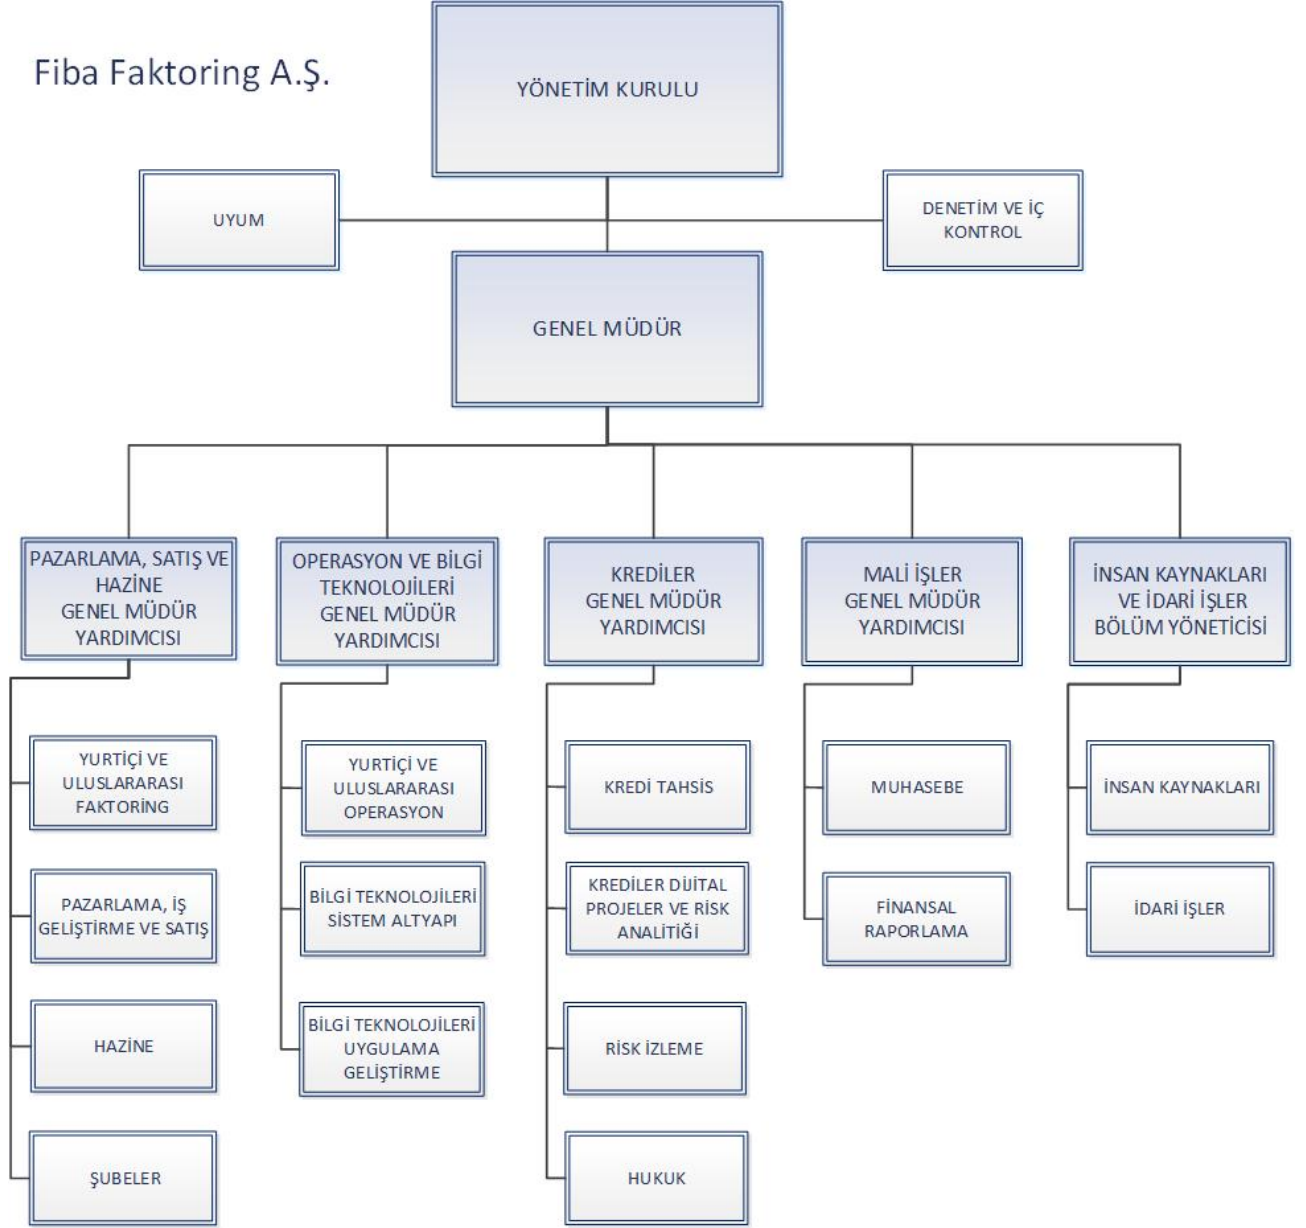 Fiba Faktoring A.Ş.
YÖNETİM KURULU
UYUM
DENETİM VE İÇ
KONTROL
GENEL MÜDÜR
PAZARLAMA, SATIŞ VE
HAZİNE
GENEL MÜDÜR
YARDIMCISI
OPERASYON VE BİLGİ
TEKNOLOJİLERİ
GENEL MÜDÜR
YARDIMCISI
KREDİLER
GENEL MÜDÜR
YARDIMCISI
MALİ İŞLER
GENEL MÜDÜR
YARDIMCISI
İNSAN KAYNAKLARI
VE İDARİ İŞLER
BÖLÜM YÖNETİCİSİ
YURTİÇİ VE
ULUSLARARASI
FAKTORİNG
PAZARLAMA, İŞ
GELİŞTİRME VE SATIŞ
HAZİNE
ŞUBELER
YURTİÇİ VE
ULUSLARARASI
OPERASYON
BİLGİ TEKNOLOJİLERİ
SİSTEM ALTYAPI
BİLGİ TEKNOLOJİLERİ
UYGULAMA
GELİŞTİRME
KREDİ TAHSİS
KREDİLER DİJİTAL
PROJELER VE RİSK
ANALİTİĞİ
RİSK İZLEME
HUKUK
MUHASEBE
FİNANSAL
RAPORLAMA
İNSAN KAYNAKLARI
İDARİ İŞLER